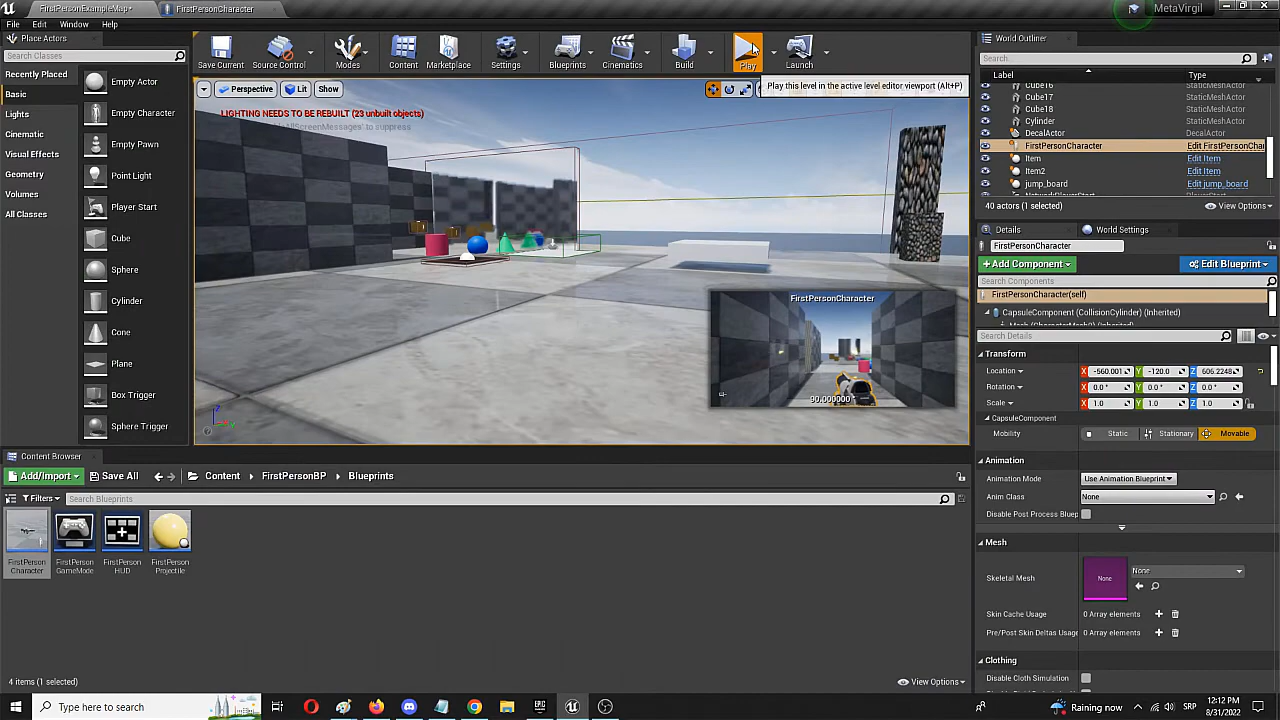 FirstPersonExampleMap*
FirstPersonCharacter
MetaVirgil
File Edit Window Help
Place Actors
Search Classes
Recently Placed
Basic
Lights
Cinematic
Visual Effects
Geometry
Volumes
All Classes
Empty Actor
Empty Character
Empty Pawn
Point Light
Player Start
Cube
Sphere
Cylinder
Cone
Plane
Box Trigger
Sphere Trigger
Save Current
Source Control
Modes
Content
Marketplace
Settings
Blueprints
Cinematics
Build
Play
Launch
Play this level in the active level editor viewport (Alt+P)
Perspective Lit Show
LIGHTING NEEDS TO BE REBUILT (23 unbuilt objects)
FirstPersonCharacter
90.000000
World Outliner
Search...
Label Type
Cube16 StaticMeshActor
Cube17 StaticMeshActor
Cube18 StaticMeshActor
Cylinder StaticMeshActor
DecalActor DecalActor
FirstPersonCharacter Edit FirstPersonChar
Item Edit Item
Item2 Edit Item
jump_board Edit jump_board
40 actors (1 selected) View Options
Details World Settings
FirstPersonCharacter
+ Add Component Edit Blueprint
Search Components
FirstPersonCharacter(self)
CapsuleComponent (CollisionCylinder) (Inherited)
Mesh (CharacterMesh0) (Inherited)
Search Details
Transform
Location X -560.001 Y -120.0 Z 606.2248
Rotation X 0.0° Y 0.0° Z 0.0°
Scale X 1.0 Y 1.0 Z 1.0
CapsuleComponent
Mobility Static Stationary Movable
Animation
Animation Mode Use Animation Blueprint
Anim Class None
Disable Post Process Bluep
Mesh
Skeletal Mesh None None
Skin Cache Usage 0 Array elements
Pre/Post Skin Deltas Usage 0 Array elements
Clothing
Disable Cloth Simulation
Content Browser
Add/Import Save All Content FirstPersonBP Blueprints
Filters Search Blueprints
FirstPerson Character
FirstPerson GameMode
FirstPerson HUD
FirstPerson Projectile
4 items (1 selected) View Options
Type here to search
Raining now
SRP
12:12 PM
8/31/2022